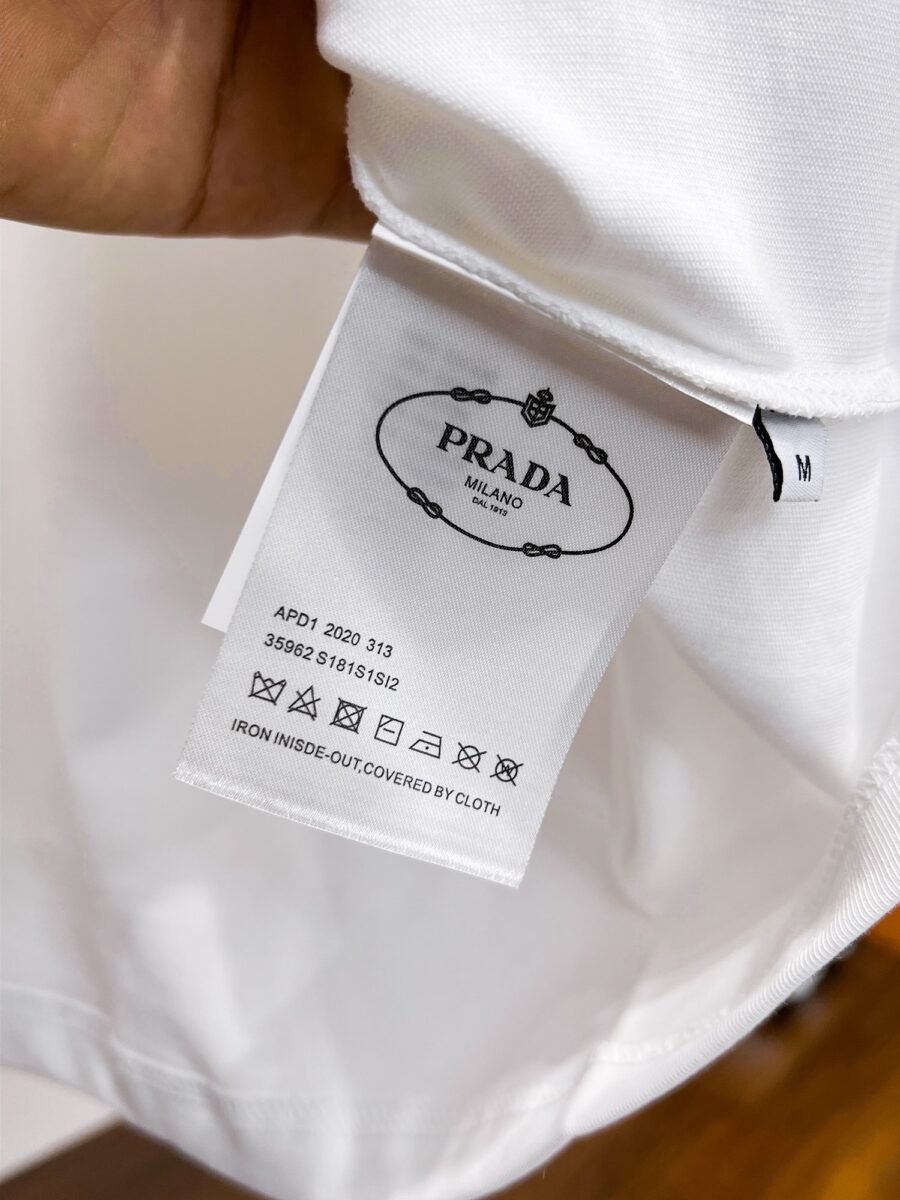 PRADA
MILANO
DAL 1913
M
APD1 2020 313
35962 S181S1SI2
IRON INISDE-OUT,COVERED BY CLOTH